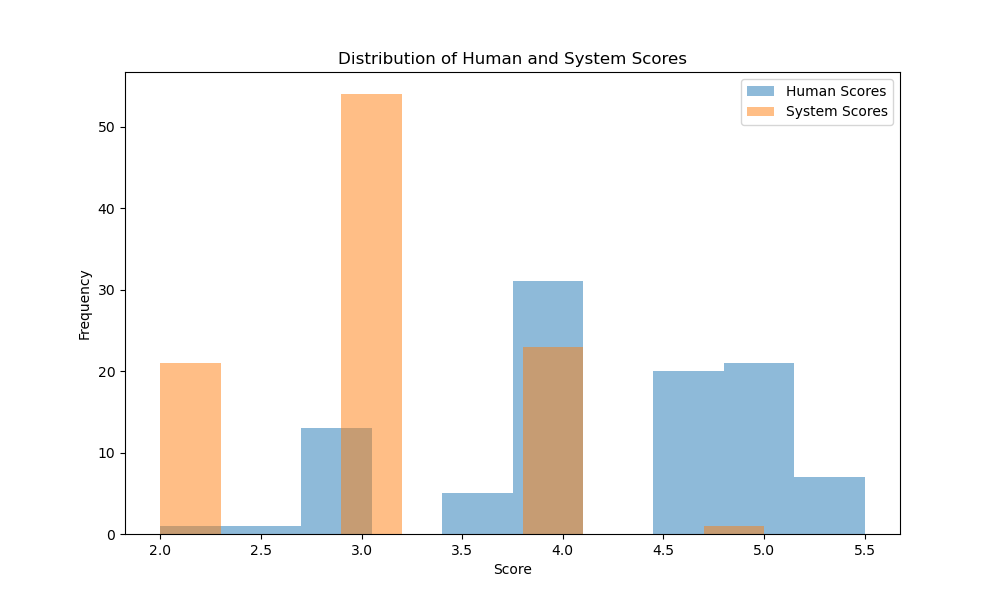 Distribution of Human and System Scores
Human Scores
System Scores
Frequency
50
40
30
20
10
0
2.0 2.5 3.0 3.5 4.0 4.5 5.0 5.5
Score